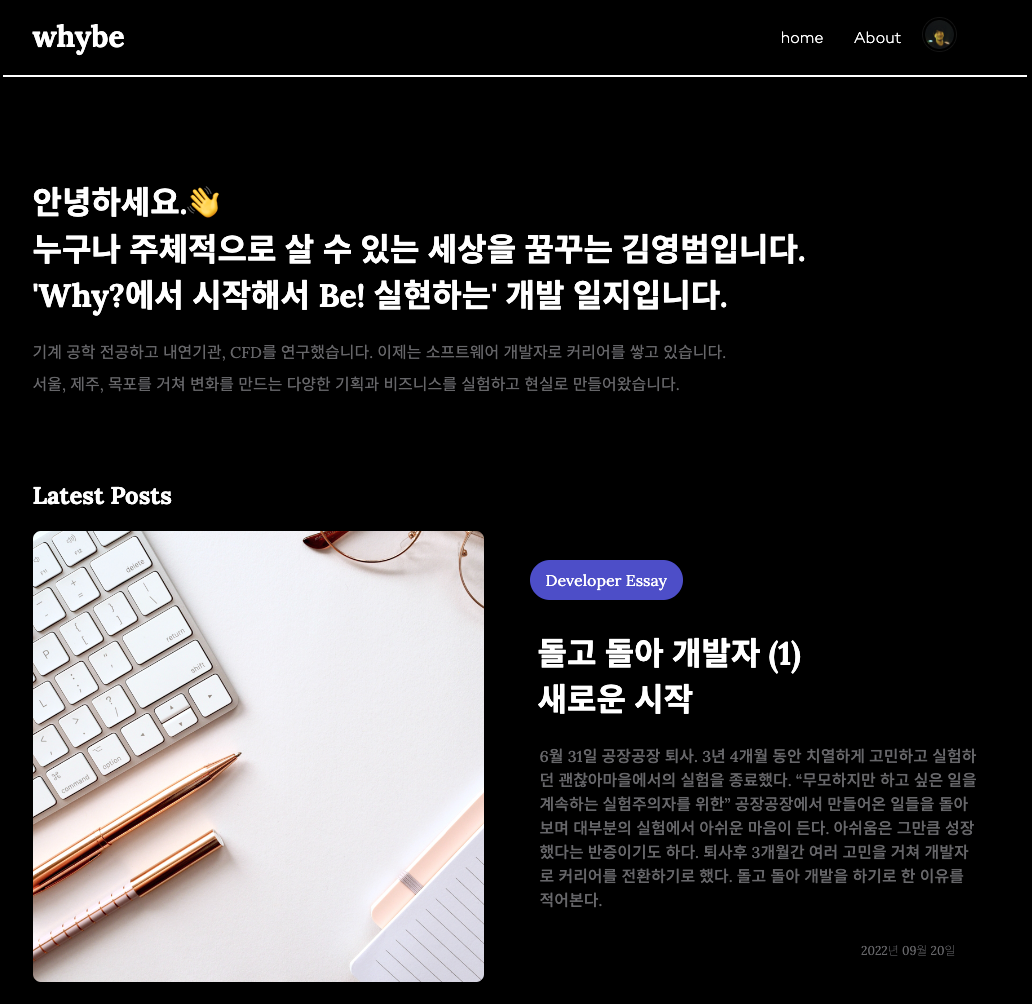 whybe
home About
안녕하세요.👋
누구나 주체적으로 살 수 있는 세상을 꿈꾸는 김영범입니다.
'Why?에서 시작해서 Be! 실현하는' 개발 일지입니다.
기계 공학 전공하고 내연기관, CFD를 연구했습니다. 이제는 소프트웨어 개발자로 커리어를 쌓고 있습니다.
서울, 제주, 목포를 거쳐 변화를 만드는 다양한 기획과 비즈니스를 실험하고 현실로 만들어왔습니다.
Latest Posts
delete
return
shift
option
command
Developer Essay
돌고 돌아 개발자 (1)
새로운 시작
6월 31일 공장공장 퇴사. 3년 4개월 동안 치열하게 고민하고 실험하
던 괜찮아마을에서의 실험을 종료했다. “무모하지만 하고 싶은 일을
계속하는 실험주의자를 위한” 공장공장에서 만들어온 일들을 돌아
보며 대부분의 실험에서 아쉬운 마음이 든다. 아쉬움은 그만큼 성장
했다는 반증이기도 하다. 퇴사후 3개월간 여러 고민을 거쳐 개발자
로 커리어를 전환하기로 했다. 돌고 돌아 개발을 하기로 한 이유를
적어본다.
2022년 09월 20일